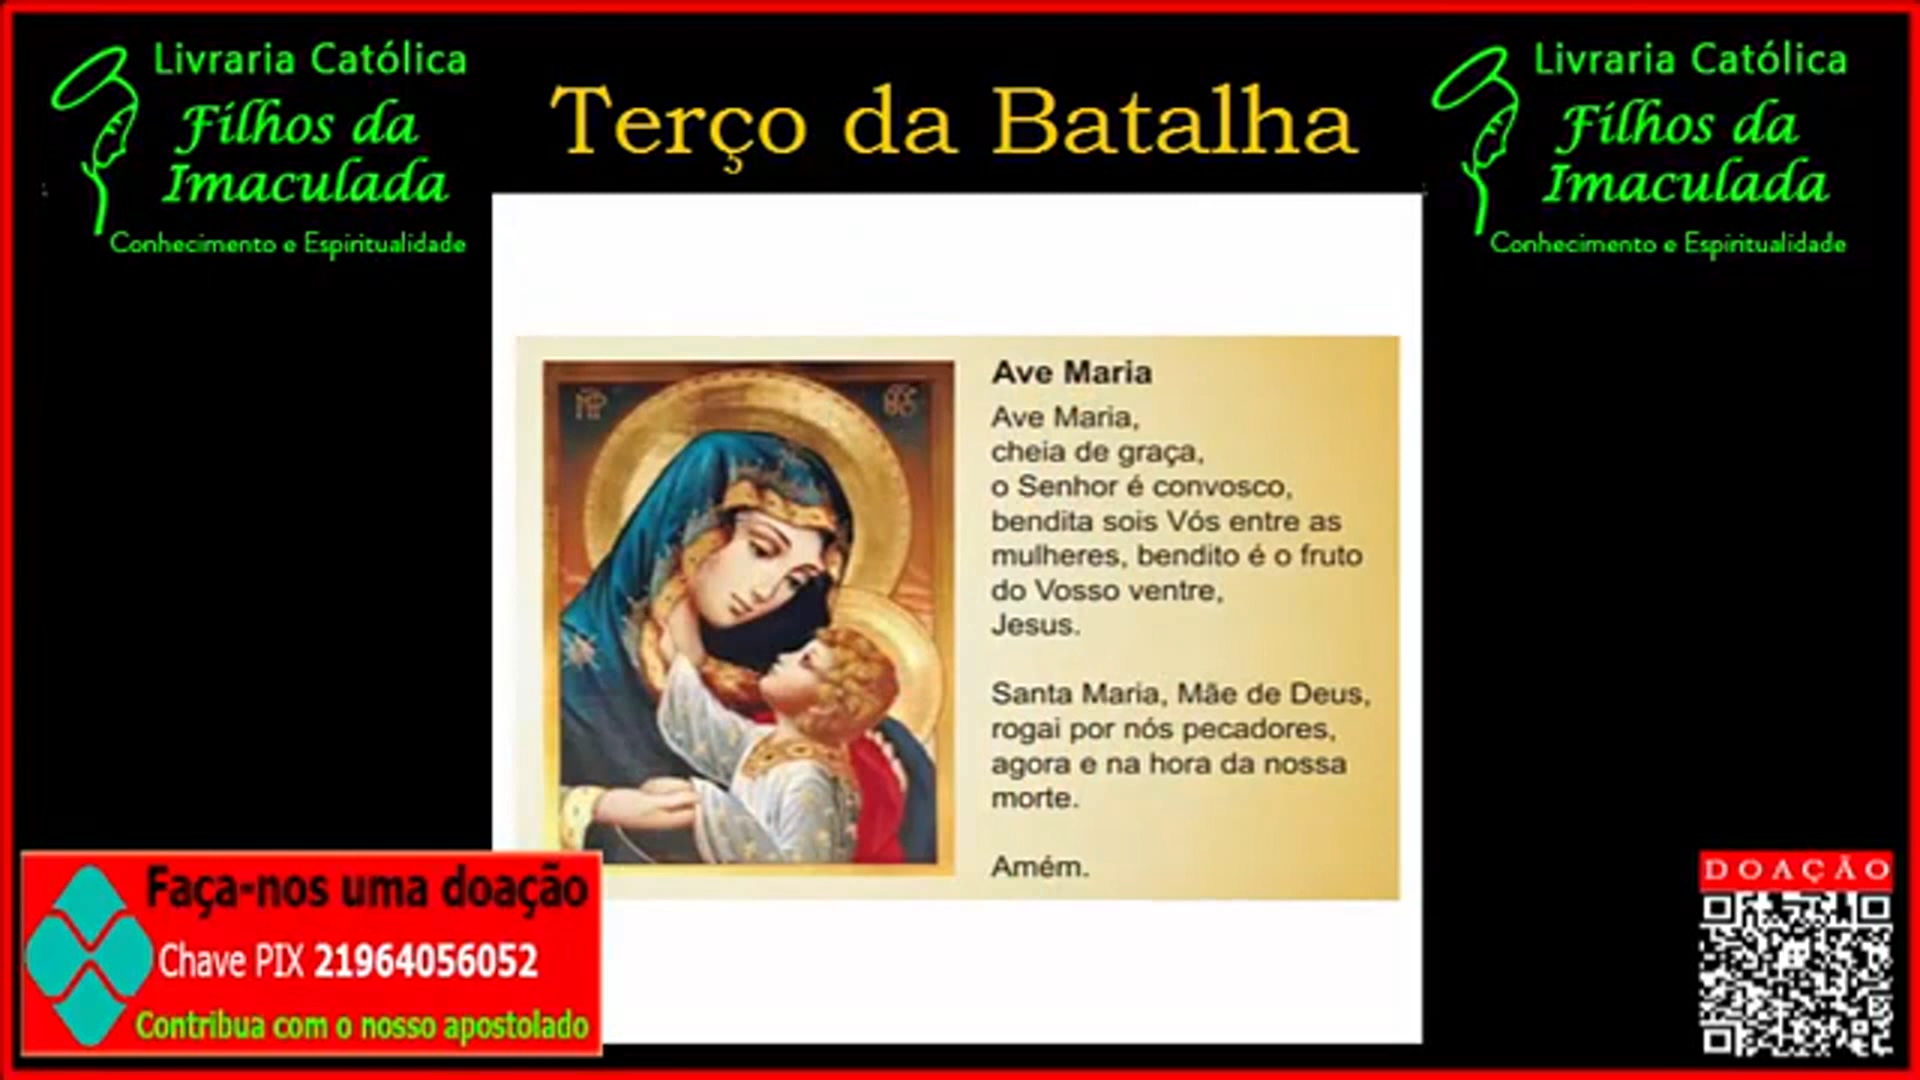 Livraria Católica
Filhos da
Imaculada
Conhecimento e Espiritualidade
Terço da Batalha
Livraria Católica
Filhos da
Imaculada
Conhecimento e Espiritualidade
Ave Maria
Ave Maria,
cheia de graça,
o Senhor é convosco,
bendita sois Vós entre as
mulheres, bendito é o fruto
do Vosso ventre,
Jesus.
Santa Maria, Mãe de Deus,
rogai por nós pecadores,
agora e na hora da nossa
morte.
Amém.
Faça-nos uma doação
Chave PIX 21964056052
Contribua com o nosso apostolado
DOAÇÃO